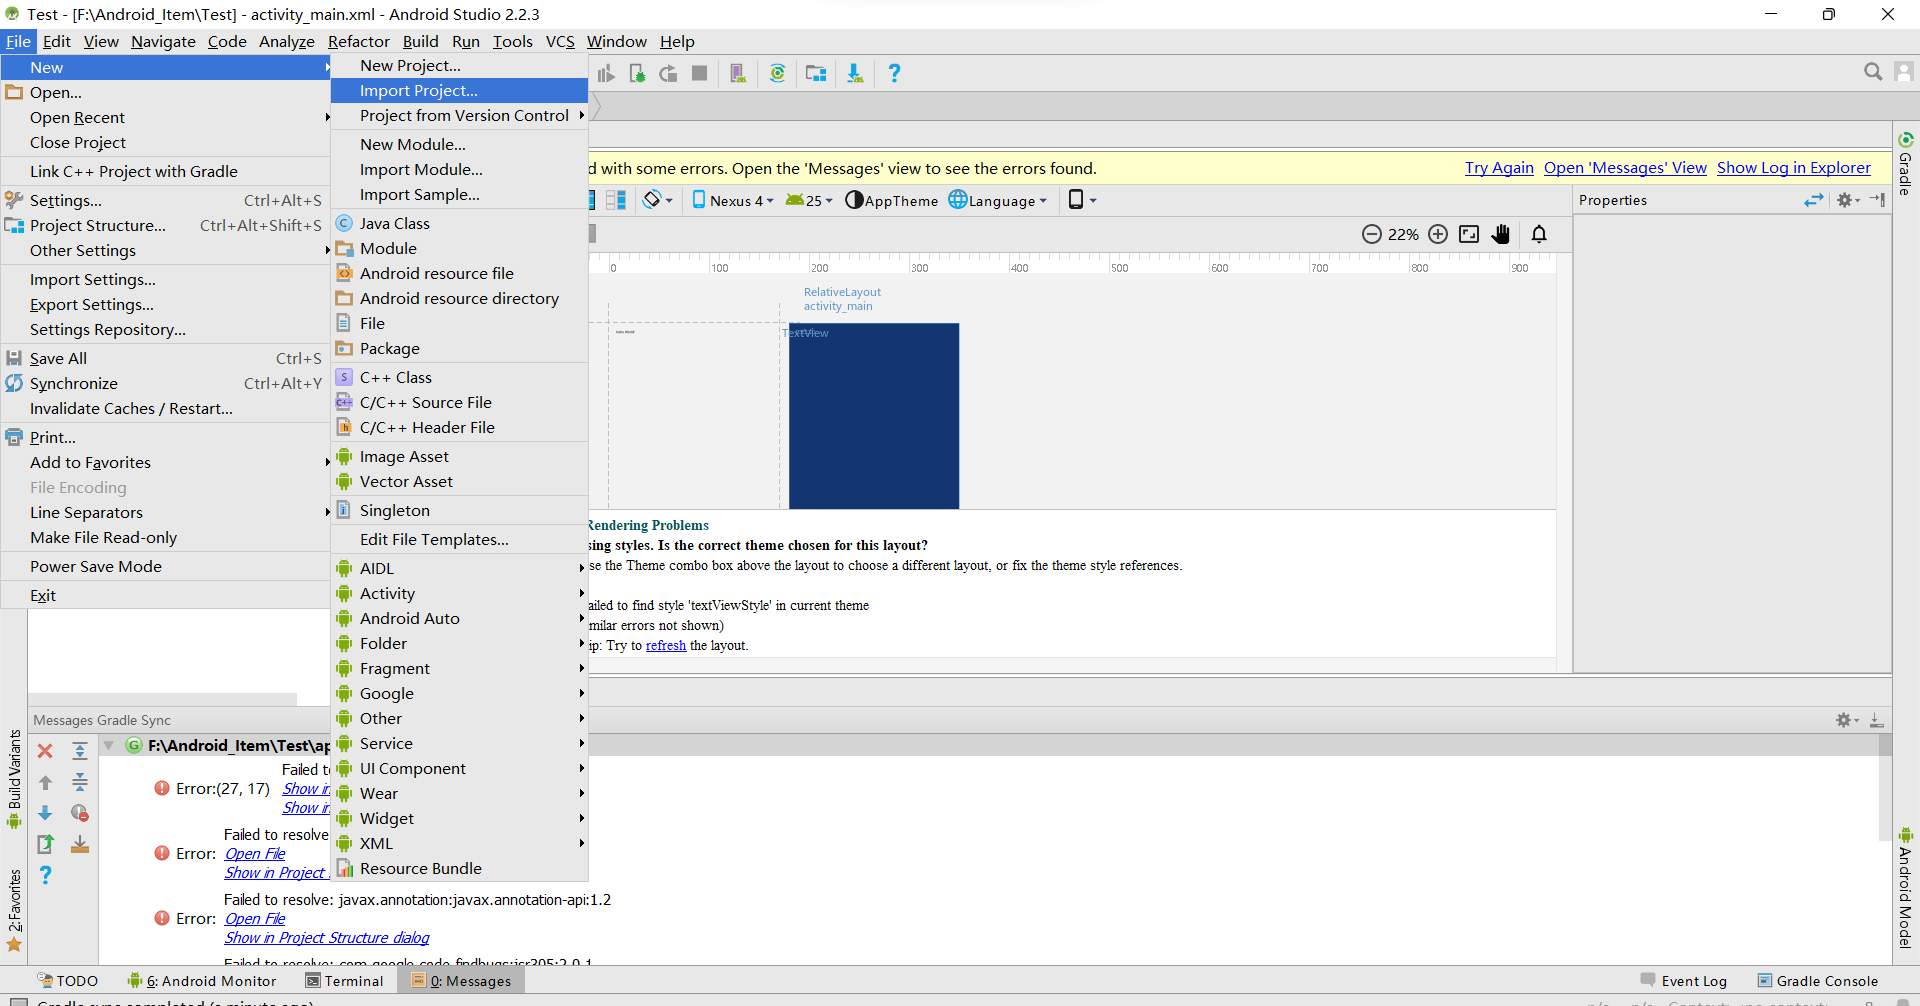 Test - [F:\Android_Item\Test] - activity_main.xml - Android Studio 2.2.3
File Edit View Navigate Code Analyze Refactor Build Run Tools VCS Window Help
New
Open...
Open Recent
Close Project
Link C++ Project with Gradle
Settings... Ctrl+Alt+S
Project Structure... Ctrl+Alt+Shift+S
Other Settings
Import Settings...
Export Settings...
Settings Repository...
Save All Ctrl+S
Synchronize Ctrl+Alt+Y
Invalidate Caches / Restart...
Print...
Add to Favorites
File Encoding
Line Separators
Make File Read-only
Power Save Mode
Exit
New Project...
Import Project...
Project from Version Control
New Module...
Import Module...
Import Sample...
Java Class
Module
Android resource file
Android resource directory
File
Package
C++ Class
C/C++ Source File
C/C++ Header File
Image Asset
Vector Asset
Singleton
Edit File Templates...
AIDL
Activity
Android Auto
Folder
Fragment
Google
Other
Service
UI Component
Wear
Widget
XML
Resource Bundle
d with some errors. Open the 'Messages' view to see the errors found. Try Again Open 'Messages' View Show Log in Explorer
Nexus 4 25 AppTheme Language
Properties
22%
0 100 200 300 400 500 600 700 800 900
RelativeLayout
activity_main
TextView
Rendering Problems
sing styles. Is the correct theme chosen for this layout?
se the Theme combo box above the layout to choose a different layout, or fix the theme style references.
ailed to find style 'textViewStyle' in current theme
milar errors not shown)
ip: Try to refresh the layout.
Messages Gradle Sync
F:\Android_Item\Test\ap
Failed t
Error:(27, 17) Show in
Show in
Failed to resolve:
Error: Open File
Show in Project
Failed to resolve: javax.annotation:javax.annotation-api:1.2
Error: Open File
Show in Project Structure dialog
Failed to resolve: com.google.code.findbugs:jsr305:2.0.1
Build Variants
2: Favorites
Gradle
Android Model
TODO 6: Android Monitor Terminal 0: Messages Event Log Gradle Console
Gradle sync completed (a minute ago)